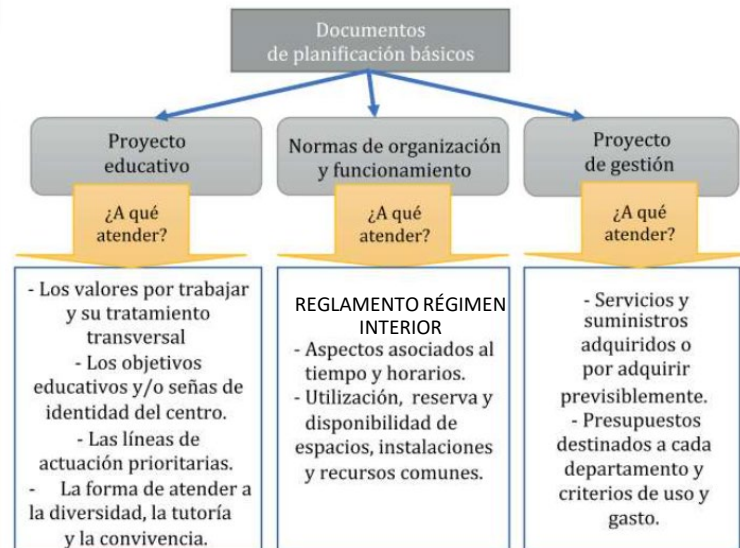 Documentos
de planificación básicos
Proyecto
educativo
Normas de organización
y funcionamiento
Proyecto
de gestión
¿A qué
atender?
¿A qué
atender?
¿A qué
atender?
- Los valores por trabajar
y su tratamiento
transversal
- Los objetivos
educativos y/o señas de
identidad del centro.
- Las líneas de
actuación prioritarias.
- La forma de atender a
la diversidad, la tutoría
y la convivencia.
REGLAMENTO RÉGIMEN
INTERIOR
- Aspectos asociados al
tiempo y horarios.
- Utilización, reserva y
disponibilidad de
espacios, instalaciones
y recursos comunes.
- Servicios y
suministros
adquiridos o
por adquirir
previsiblemente.
- Presupuestos
destinados a cada
departamento y
criterios de uso y
gasto.